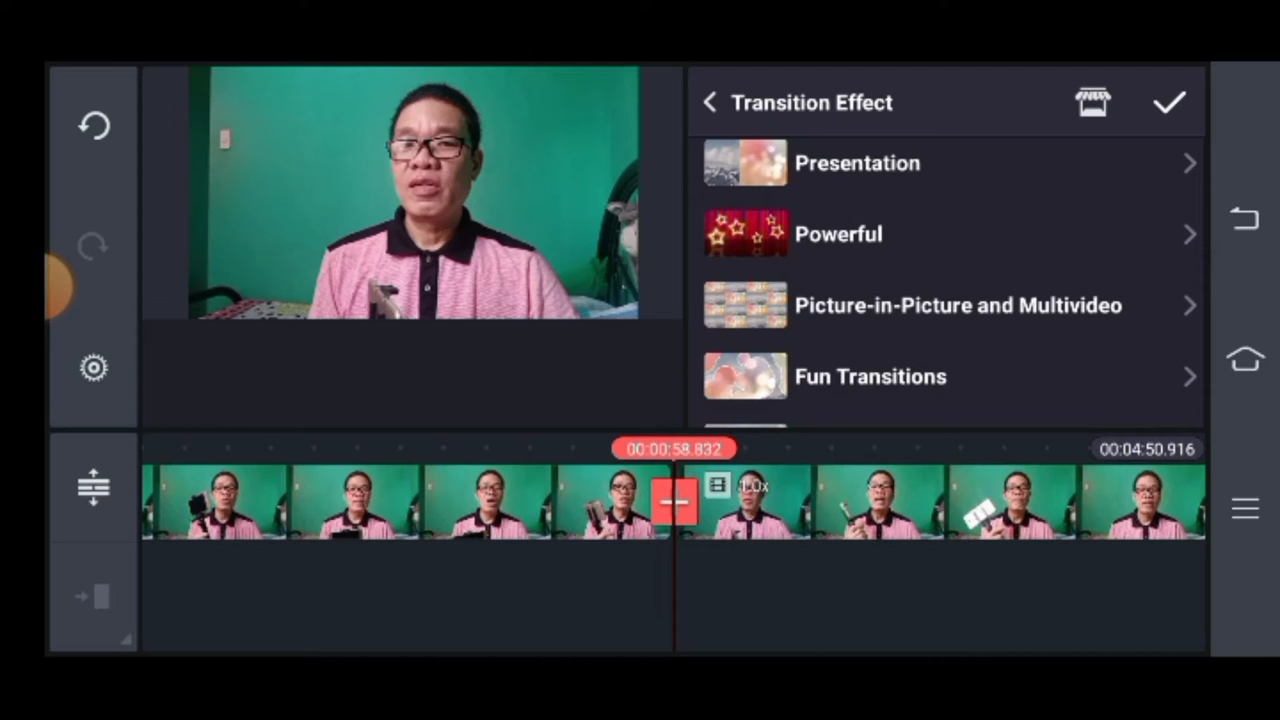 Transition Effect
Presentation
Powerful
Picture-in-Picture and Multivideo
Fun Transitions
00:00:58.832
00:04:50.916
1.0x